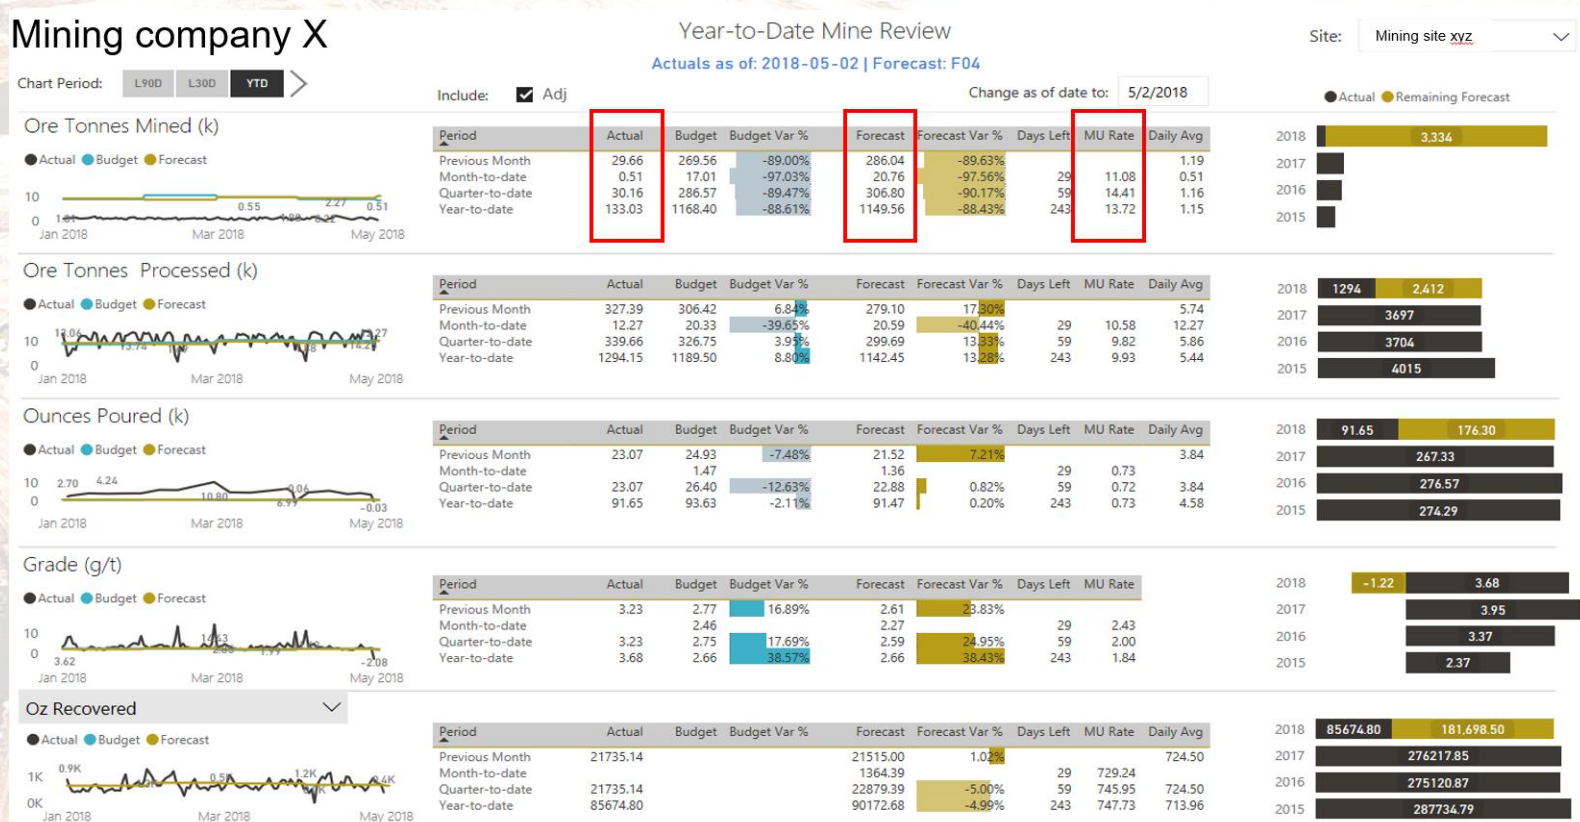 Mining company X
Year-to-Date Mine Review
Site: Mining site xyz
Actuals as of: 2018-05-02 | Forecast: F04
Chart Period: L90D L30D YTD
Include: Adj
Change as of date to: 5/2/2018
Actual Remaining Forecast
Ore Tonnes Mined (k)
Actual Budget Forecast
10
0
1.81
0.55
2.27
0.51
Jan 2018 Mar 2018 May 2018
Period Actual Budget Budget Var % Forecast Forecast Var % Days Left MU Rate Daily Avg
Previous Month 29.66 269.56 -89.00% 286.04 -89.63% 1.19
Month-to-date 0.51 17.01 -97.03% 20.76 -97.56% 29 11.08 0.51
Quarter-to-date 30.16 286.57 -89.47% 306.80 -90.17% 59 14.41 1.16
Year-to-date 133.03 1168.40 -88.61% 1149.56 -88.43% 243 13.72 1.15
2018 3,334
2017
2016
2015
Ore Tonnes Processed (k)
Actual Budget Forecast
10
0
13.06
13.74
12.27
14.29
Jan 2018 Mar 2018 May 2018
Period Actual Budget Budget Var % Forecast Forecast Var % Days Left MU Rate Daily Avg
Previous Month 327.39 306.42 6.84% 279.10 17.30% 5.74
Month-to-date 12.27 20.33 -39.65% 20.59 -40.44% 29 10.58 12.27
Quarter-to-date 339.66 326.75 3.95% 299.69 13.33% 59 9.82 5.86
Year-to-date 1294.15 1189.50 8.80% 1142.45 13.28% 243 9.93 5.44
2018 1294 2,412
2017 3697
2016 3704
2015 4015
Ounces Poured (k)
Actual Budget Forecast
10
0
2.70 4.24
10.80
6.99
-0.03
Jan 2018 Mar 2018 May 2018
Period Actual Budget Budget Var % Forecast Forecast Var % Days Left MU Rate Daily Avg
Previous Month 23.07 24.93 -7.48% 21.52 7.21% 3.84
Month-to-date 1.47 1.36 29 0.73
Quarter-to-date 23.07 26.40 -12.63% 22.88 0.82% 59 0.72 3.84
Year-to-date 91.65 93.63 -2.11% 91.47 0.20% 243 0.73 4.58
2018 91.65 176.30
2017 267.33
2016 276.57
2015 274.29
Grade (g/t)
Actual Budget Forecast
10
0
3.62
-2.08
Jan 2018 Mar 2018 May 2018
Period Actual Budget Budget Var % Forecast Forecast Var % Days Left MU Rate
Previous Month 3.23 2.77 16.89% 2.61 23.83%
Month-to-date 2.46 2.27 29 2.43
Quarter-to-date 3.23 2.75 17.69% 2.59 24.95% 59 2.00
Year-to-date 3.68 2.66 38.57% 2.66 38.43% 243 1.84
2018 -1.22 3.68
2017 3.95
2016 3.37
2015 2.37
Oz Recovered
Actual Budget Forecast
1K
0K
0.9K
1.2K
0.4K
Jan 2018 Mar 2018 May 2018
Period Actual Budget Budget Var % Forecast Forecast Var % Days Left MU Rate Daily Avg
Previous Month 21735.14 21515.00 1.02% 724.50
Month-to-date 1364.39 29 729.24
Quarter-to-date 21735.14 22879.39 -5.00% 59 745.95 724.50
Year-to-date 85674.80 90172.68 -4.99% 243 747.73 713.96
2018 85674.80 181,698.50
2017 276217.85
2016 275120.87
2015 287734.79